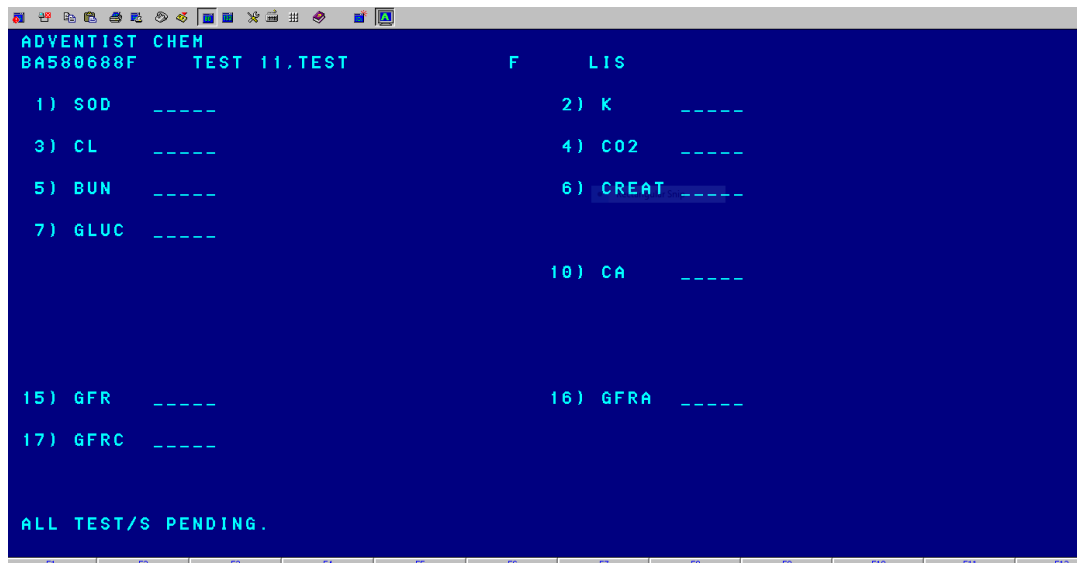 ADVENTIST CHEM
BA580688F TEST 11,TEST F LIS
1) SOD _____ 2) K _____
3) CL _____ 4) CO2 _____
5) BUN _____ 6) CREAT _____
7) GLUC _____
10) CA _____
15) GFR _____ 16) GFRA _____
17) GFRC _____
ALL TEST/S PENDING.